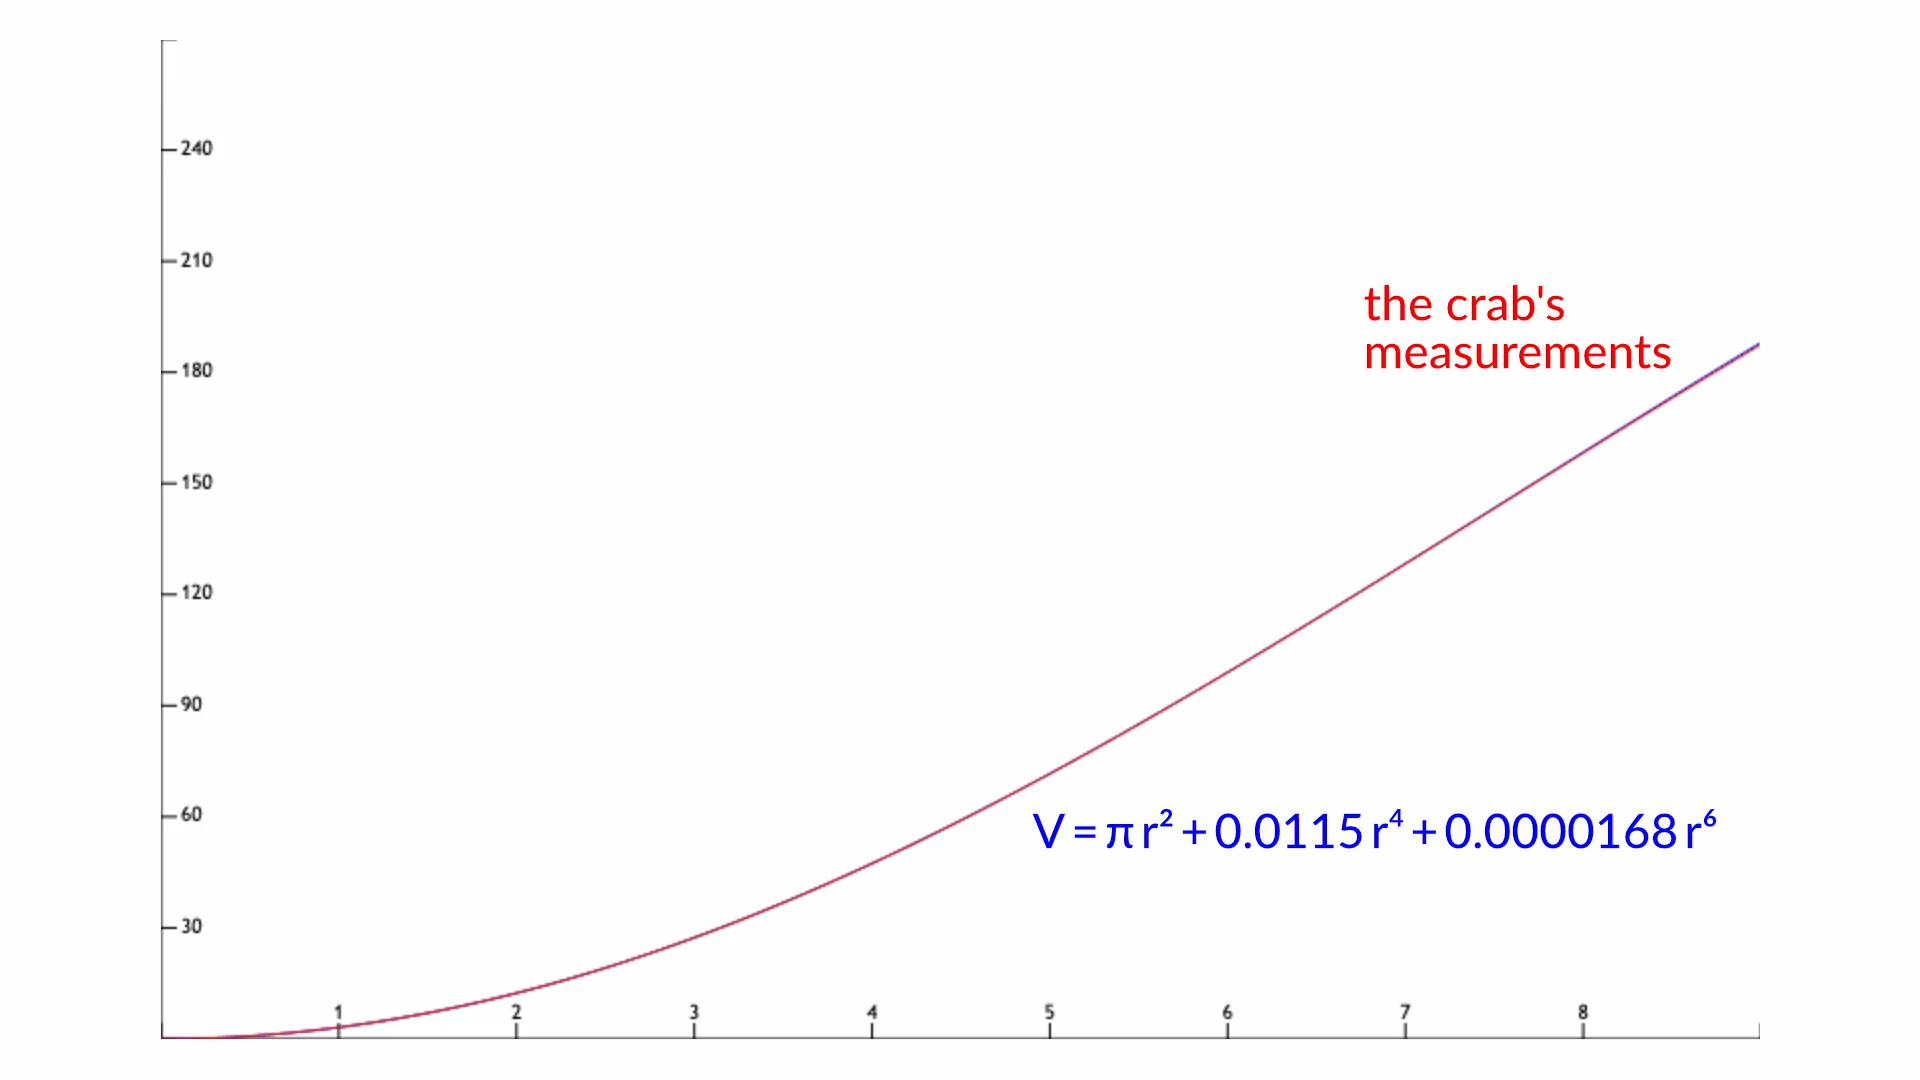 240
210
the crab's
measurements
180
150
120
90
60
V = π r² + 0.0115 r⁴ + 0.0000168 r⁶
30
1 2 3 4 5 6 7 8